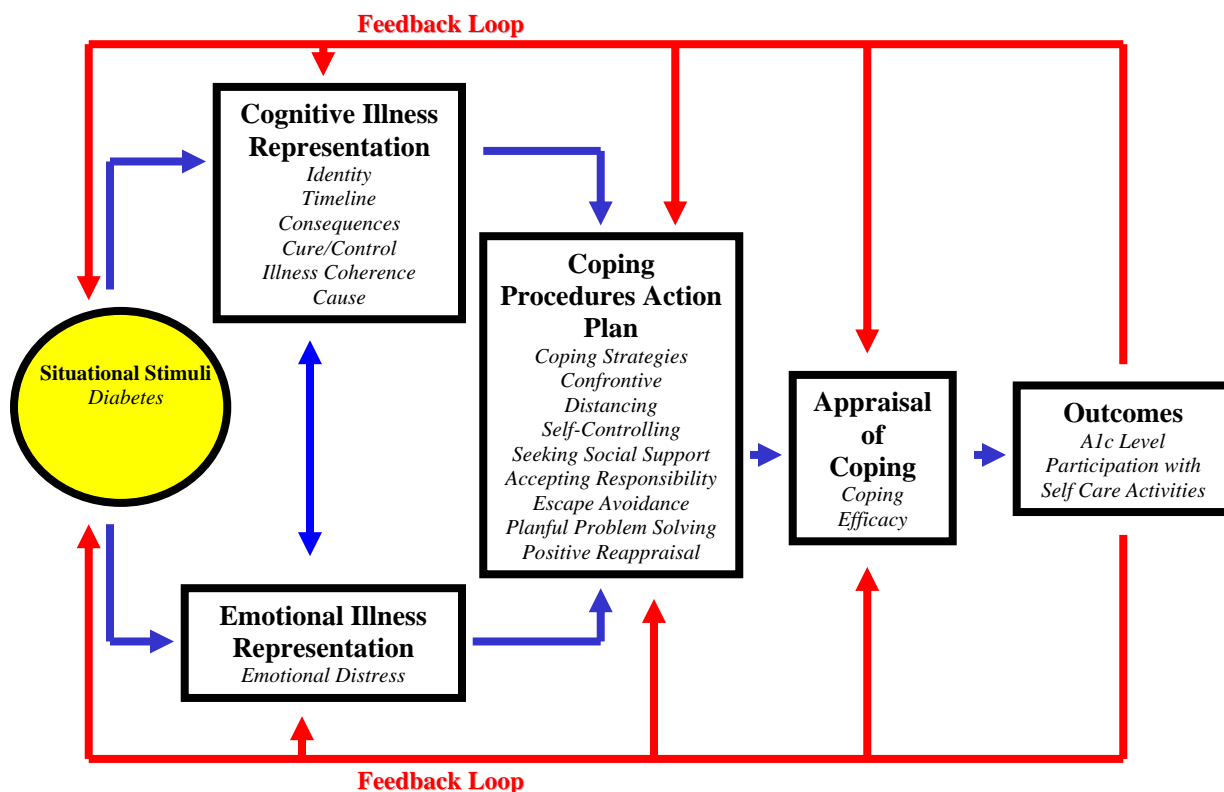 Feedback Loop
Cognitive Illness
Representation
Identity
Timeline
Consequences
Cure/Control
Illness Coherence
Cause
Situational Stimuli
Diabetes
Emotional Illness
Representation
Emotional Distress
Coping
Procedures Action
Plan
Coping Strategies
Confrontive
Distancing
Self-Controlling
Seeking Social Support
Accepting Responsibility
Escape Avoidance
Planful Problem Solving
Positive Reappraisal
Appraisal
of
Coping
Coping
Efficacy
Outcomes
A1c Level
Participation with
Self Care Activities
Feedback Loop